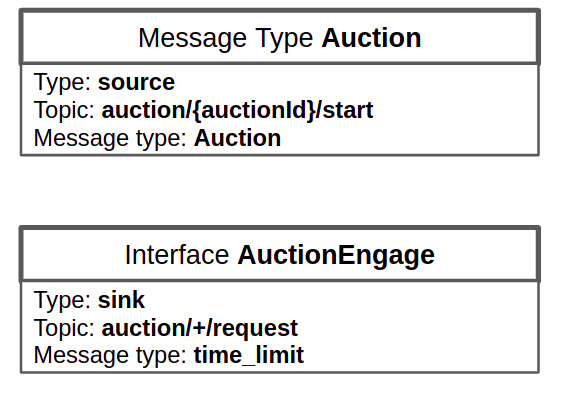 Message Type Auction
Type: source
Topic: auction/{auctionId}/start
Message type: Auction
Interface AuctionEngage
Type: sink
Topic: auction/+/request
Message type: time_limit